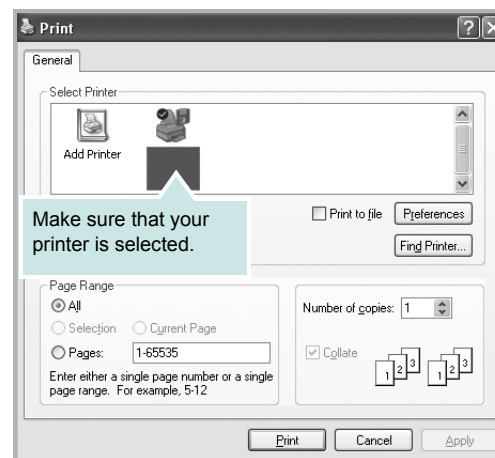 Print
General
Select Printer
Add Printer
Make sure that your
printer is selected.
Print to file
Preferences
Find Printer...
Page Range
All
Selection
Current Page
Pages:
1-65535
Enter either a single page number or a single
page range. For example, 5-12
Number of copies:
1
Collate
1 2 3
1 2 3
Print
Cancel
Apply